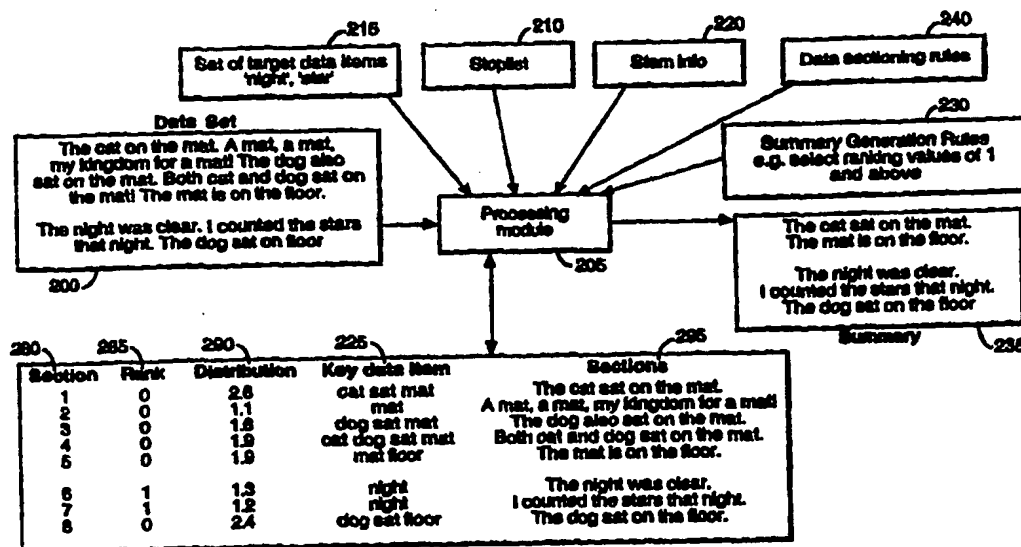 215
210
220
240
Set of target data items
'night', 'star'
Stoplist
Stem info
Data sectioning rules
230
Data Set
The cat on the mat. A mat, a mat,
my kingdom for a mat! The dog also
sat on the mat. Both cat and dog sat on
the mat! The mat is on the floor.
The night was clear. I counted the stars
that night. The dog sat on floor
200
Summary Generation Rules
e.g. select ranking values of 1
and above
Processing
module
205
The cat sat on the mat.
The mat is on the floor.
The night was clear.
I counted the stars that night.
The dog sat on the floor
Summary
235
280 285 290 225 295
Section Rank Distribution Key data item Sections
1 0 2.6 cat sat mat The cat sat on the mat.
2 0 1.1 mat A mat, a mat, my kingdom for a mat!
3 0 1.6 dog sat mat The dog also sat on the mat.
4 0 1.9 cat dog sat mat Both cat and dog sat on the mat.
5 0 1.9 mat floor The mat is on the floor.
6 1 1.3 night The night was clear.
7 1 1.2 night I counted the stars that night.
8 0 2.4 dog sat floor The dog sat on the floor.